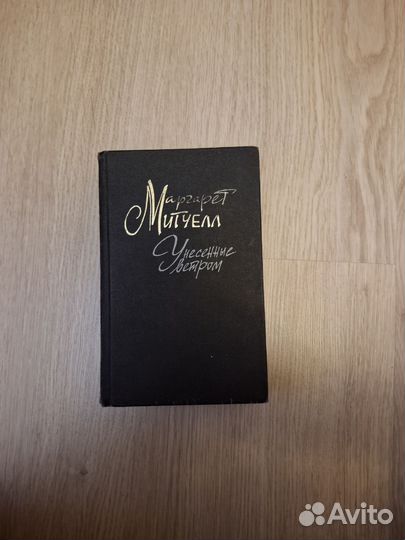 Маргарет
Митчелл
Унесенные
ветром
Avito